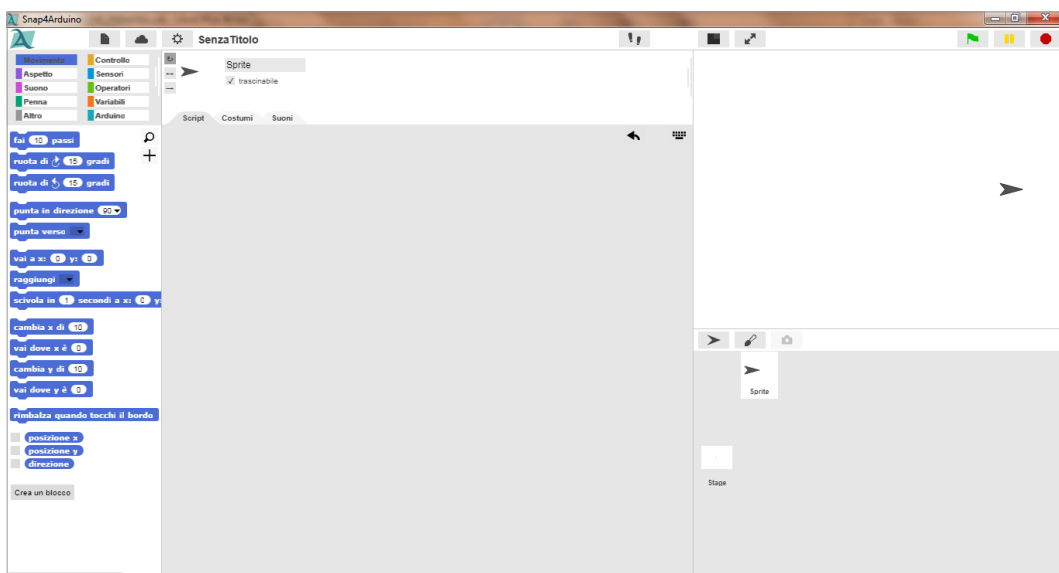 Snap4Arduino
SenzaTitolo
Movimento
Controllo
Aspetto
Sensori
Suono
Operatori
Penna
Variabili
Altro
Arduino
Sprite
trascinabile
Script Costumi Suoni
fai 10 passi
ruota di 15 gradi
ruota di 15 gradi
punta in direzione 90
punta verso
vai a x: 0 y: 0
raggiungi
scivola in 1 secondi a x: 0 y:
cambia x di 10
vai dove x è 0
cambia y di 10
vai dove y è 0
rimbalza quando tocchi il bordo
posizione x
posizione y
direzione
Crea un blocco
Sprite
Stage